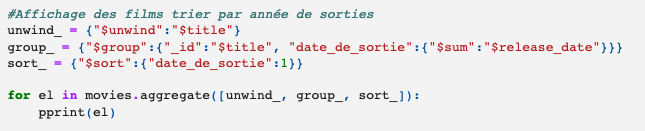 #Affichage des films trier par année de sorties
unwind_ = {"$unwind":"$title"}
group_ = {"$group":{"_id":"$title", "date_de_sortie":{"$sum":"$release_date"}}}
sort_ = {"$sort":{"date_de_sortie":1}}

for el in movies.aggregate([unwind_, group_, sort_]):
    pprint(el)